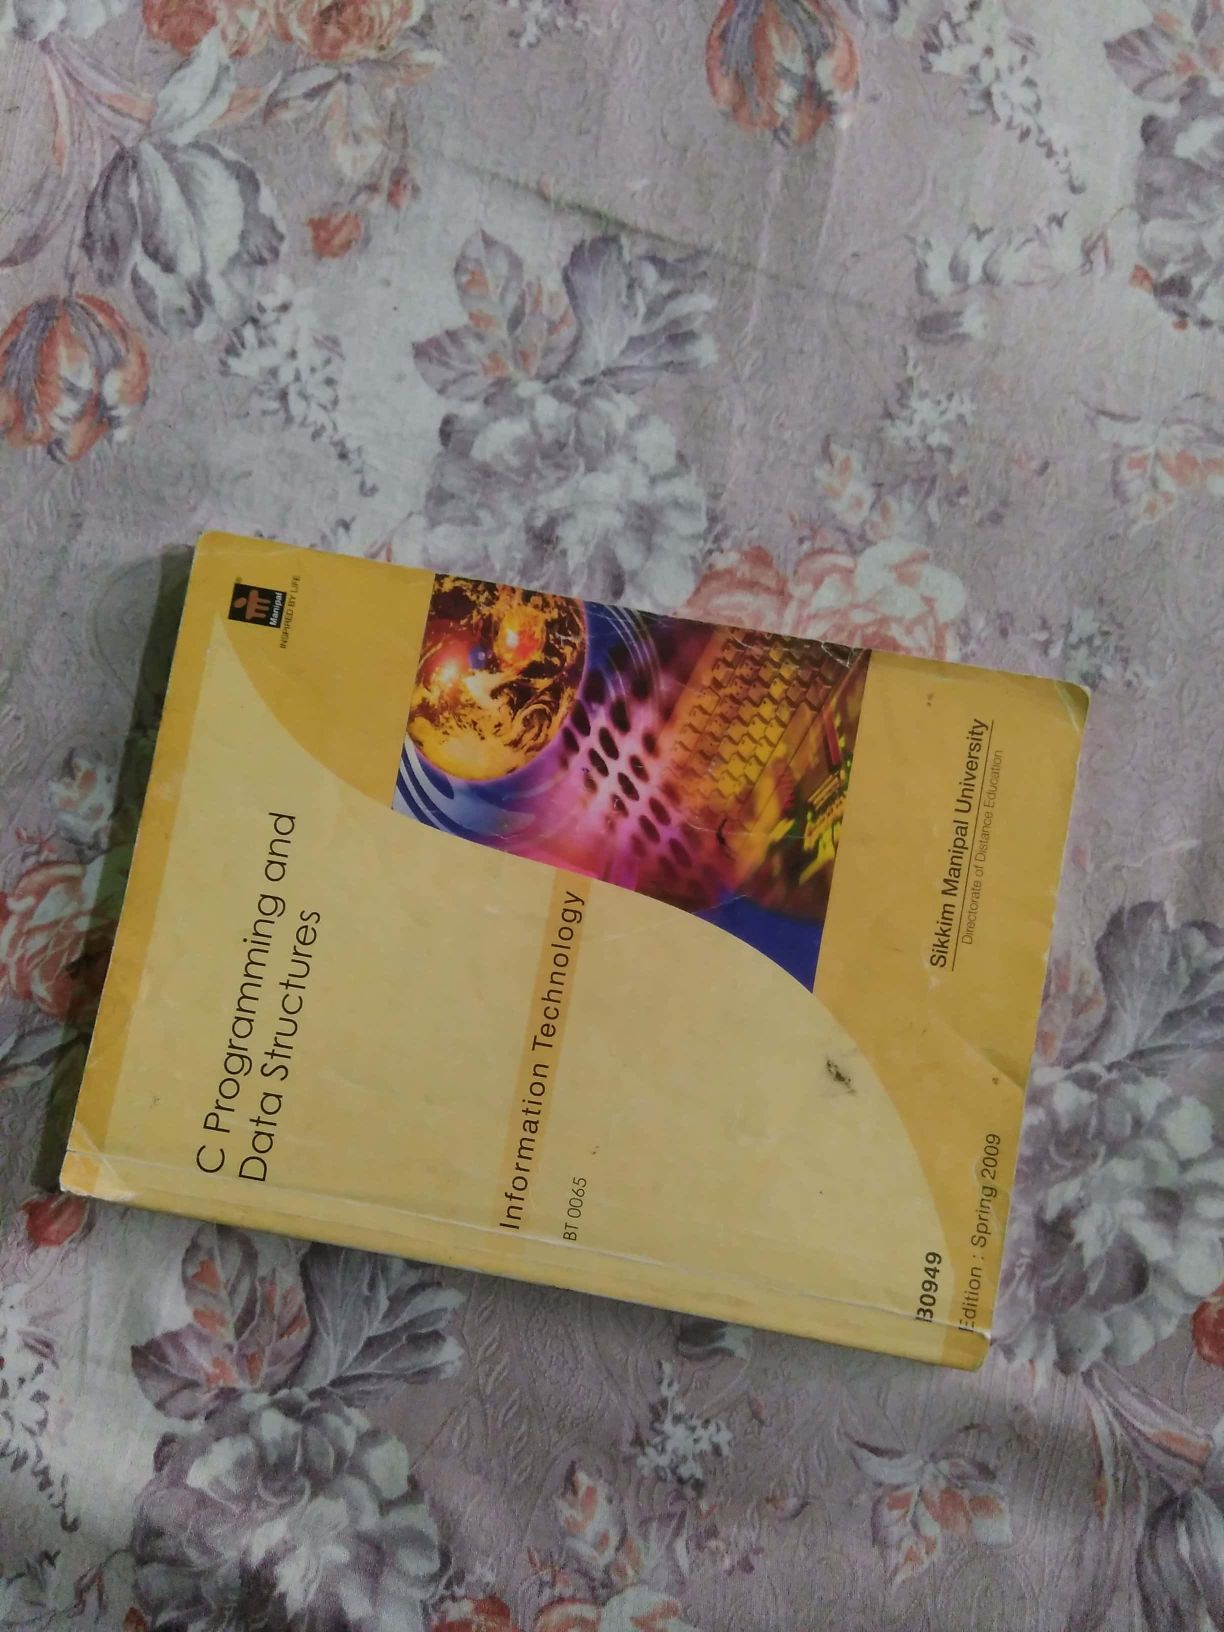 Manipal
INSPIRED BY LIFE
C Programming and
Data Structures
Information Technology
BT 0065
Sikkim Manipal University
Directorate of Distance Education
B0949
Edition : Spring 2009